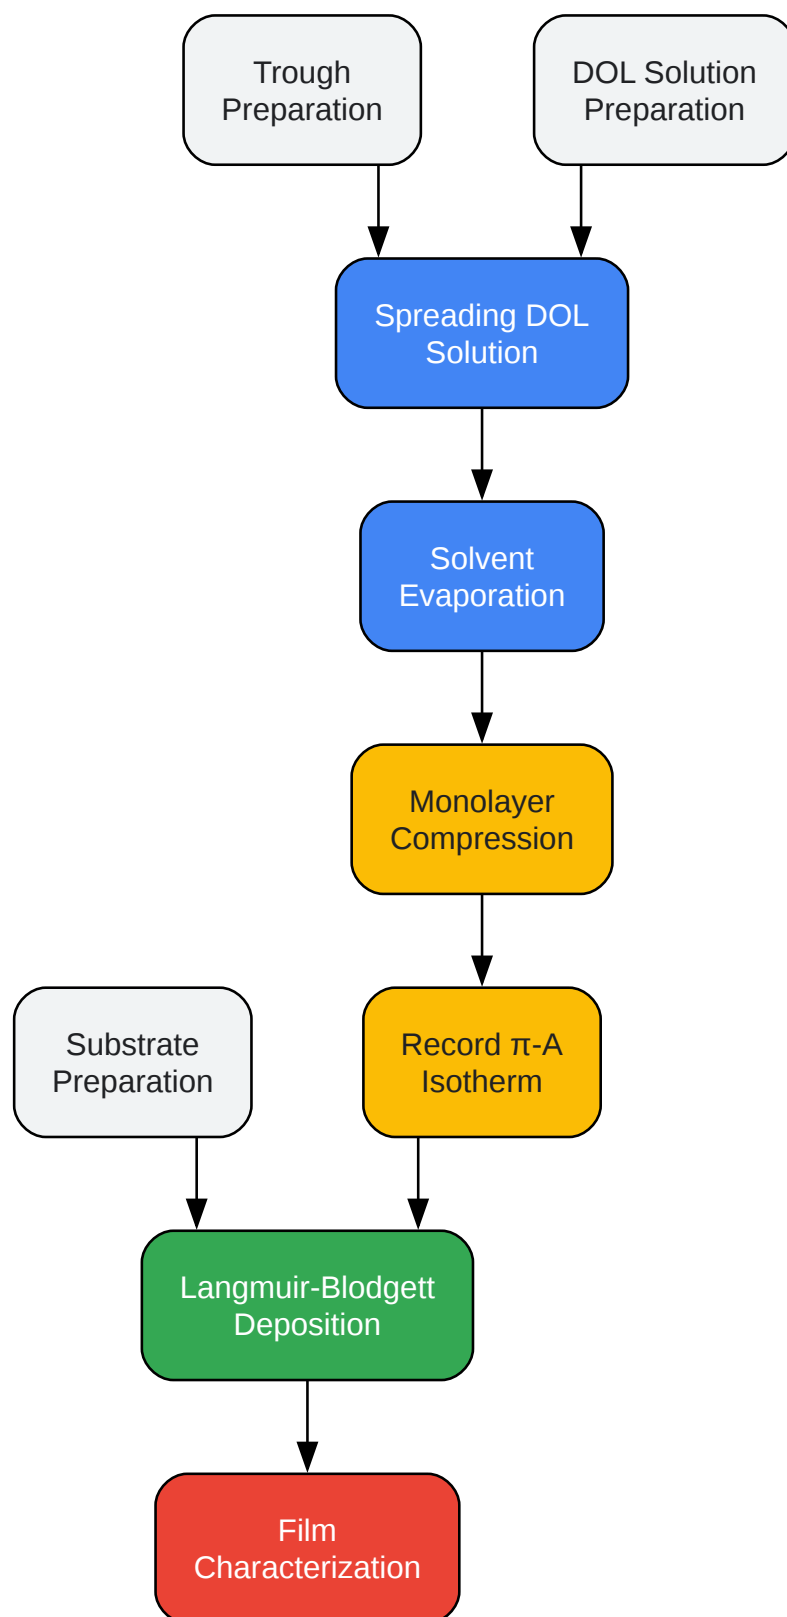 Trough
Preparation
DOL Solution
Preparation
Spreading DOL
Solution
Solvent
Evaporation
Monolayer
Compression
Substrate
Preparation
Record π-A
Isotherm
Langmuir-Blodgett
Deposition
Film
Characterization